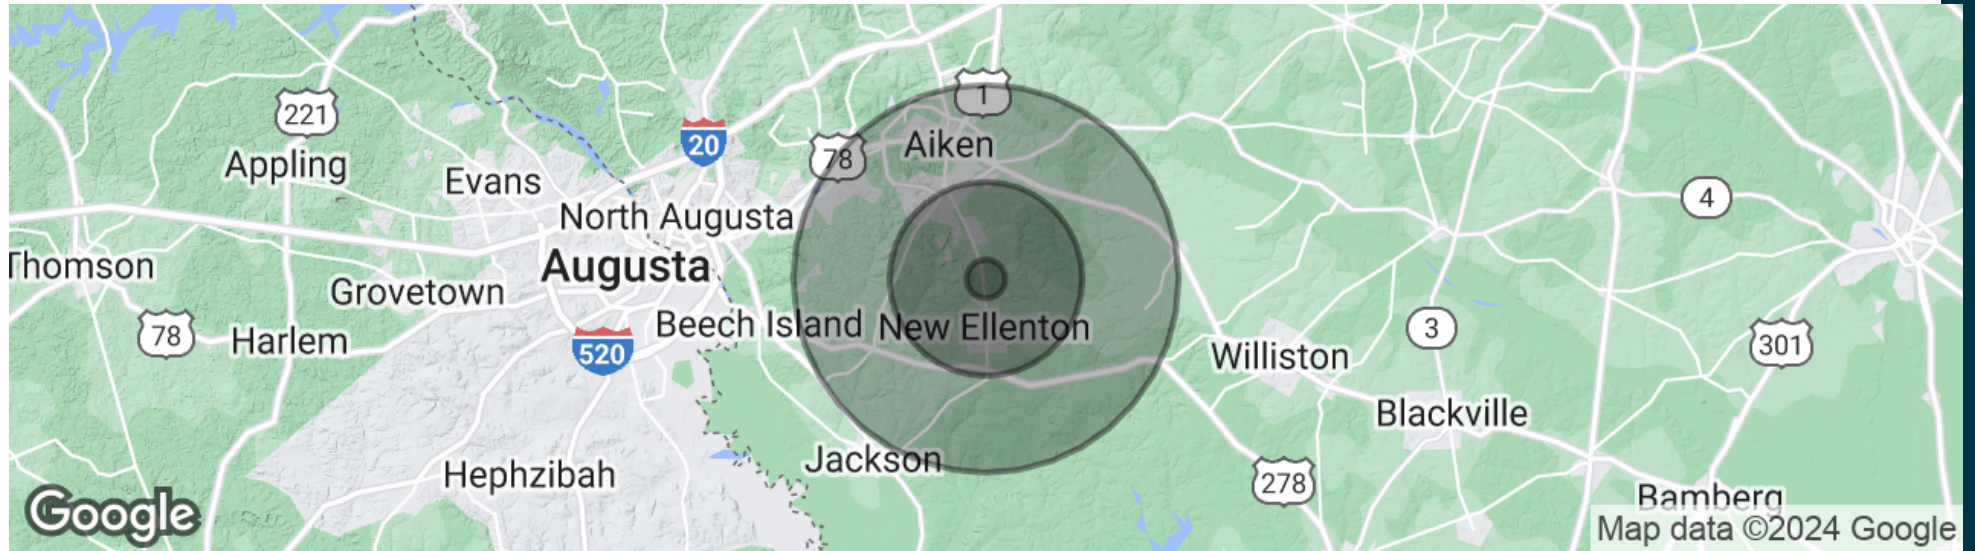 1
221
Aiken
20
78
Appling
Evans
4
North Augusta
Augusta
Thomson
Grovetown
Beech Island
New Ellenton
3
78
Harlem
301
520
Williston
Blackville
Jackson
Hephzibah
278
Bamberg
Google
Map data ©2024 Google